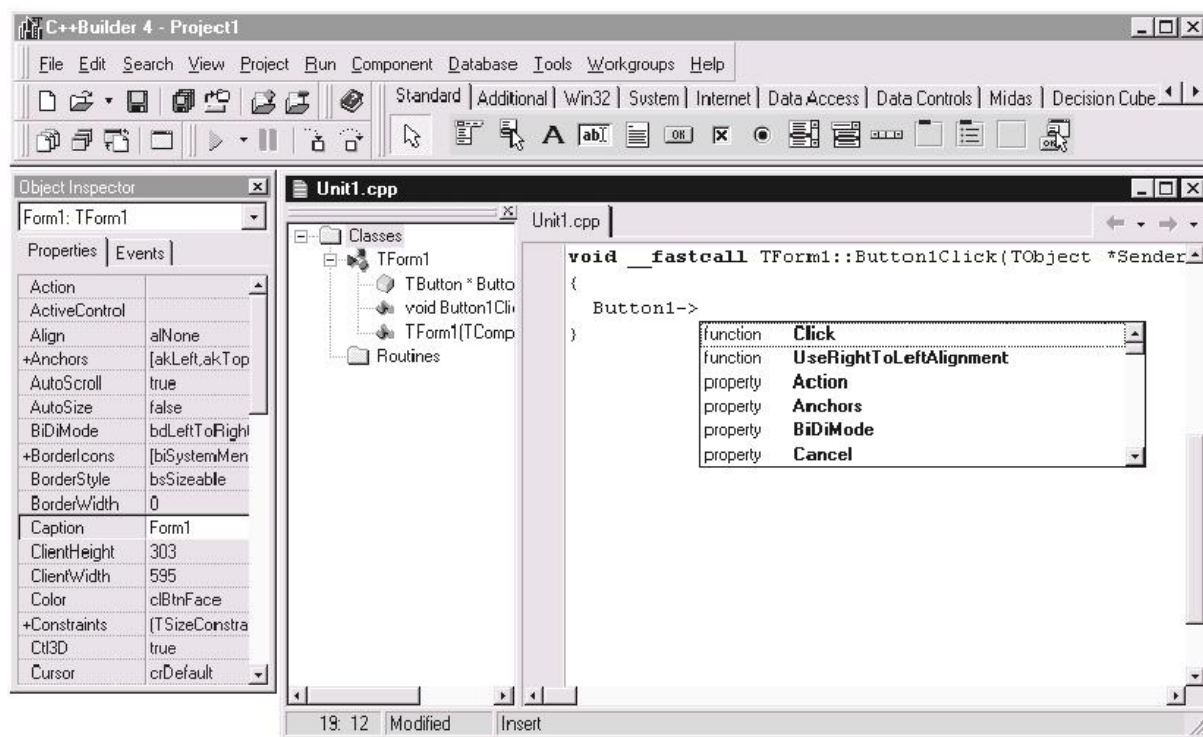 C++Builder 4 - Project1
File Edit Search View Project Run Component Database Tools Workgroups Help
Standard Additional Win32 System Internet Data Access Data Controls Midas Decision Cube
A ab OK
OK
Object Inspector
Form1: TForm1
Properties Events
Action
ActiveControl
Align alNone
+Anchors [akLeft,akTop
AutoScroll true
AutoSize false
BiDiMode bdLeftToRight
+BorderIcons [biSystemMen
BorderStyle bsSizeable
BorderWidth 0
Caption Form1
ClientHeight 303
ClientWidth 595
Color clBtnFace
+Constraints (TSizeConstra
Ctl3D true
Cursor crDefault
Unit1.cpp
Classes
TForm1
TButton * Butto
void Button1Cli
TForm1(TComp
Routines
Unit1.cpp
void __fastcall TForm1::Button1Click(TObject *Sender
{
Button1->
}
function Click
function UseRightToLeftAlignment
property Action
property Anchors
property BiDiMode
property Cancel
19: 12 Modified Insert